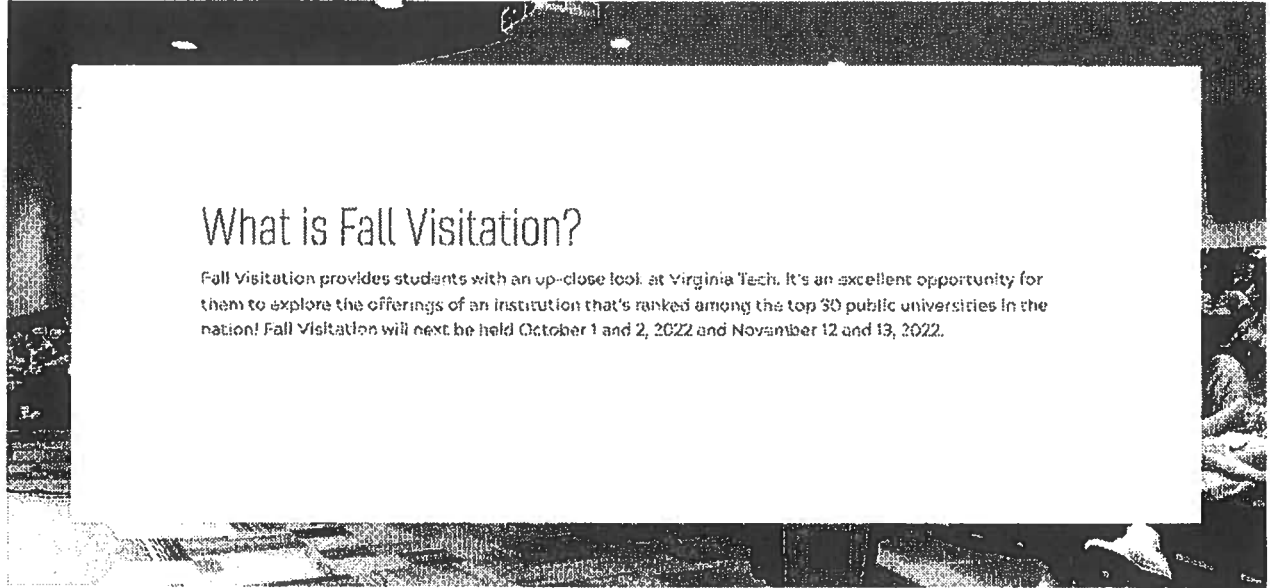 What is Fall Visitation?
Fall Visitation provides students with an up-close look at Virginia Tech. It's an excellent opportunity for
them to explore the offerings of an institution that's ranked among the top 30 public universities in the
nation! Fall Visitation will next be held October 1 and 2, 2022 and November 12 and 13, 2022.